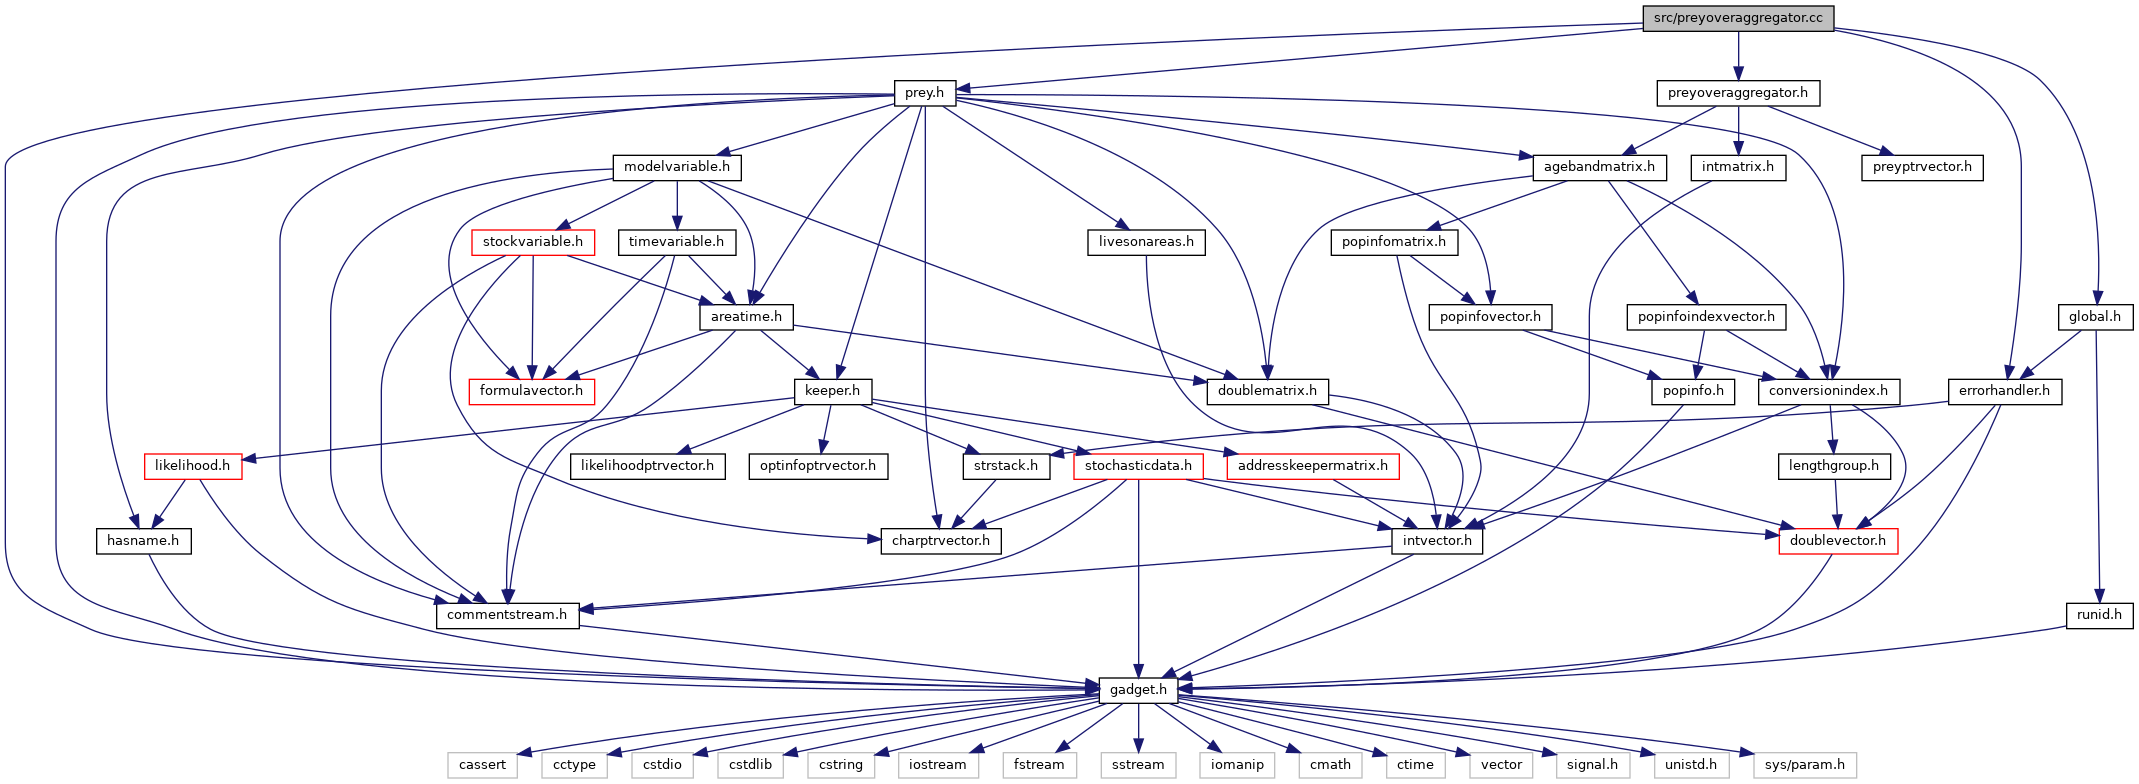 src/preyoveraggregator.cc
prey.h
preyoveraggregator.h
modelvariable.h
agebandmatrix.h
intmatrix.h
preyptrvector.h
stockvariable.h
timevariable.h
livesonareas.h
popinfomatrix.h
areatime.h
popinfovector.h
popinfoindexvector.h
global.h
formulavector.h
keeper.h
doublematrix.h
popinfo.h
conversionindex.h
errorhandler.h
likelihood.h
likelihoodptrvector.h
optinfoptrvector.h
strstack.h
stochasticdata.h
addresskeepermatrix.h
lengthgroup.h
hasname.h
charptrvector.h
intvector.h
doublevector.h
commentstream.h
runid.h
gadget.h
cassert
cctype
cstdio
cstdlib
cstring
iostream
fstream
sstream
iomanip
cmath
ctime
vector
signal.h
unistd.h
sys/param.h